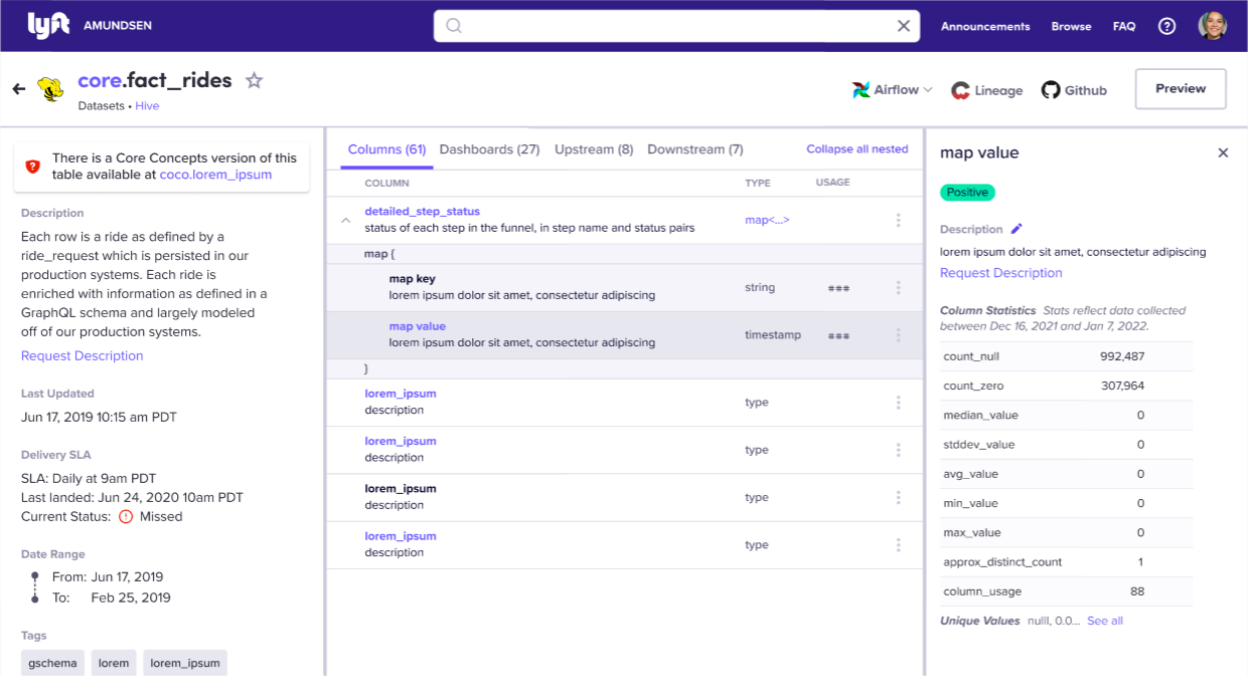 lyft AMUNDSEN Announcements Browse FAQ ?
core.fact_rides
Datasets • Hive
Airflow Lineage Github Preview
There is a Core Concepts version of this
table available at coco.lorem_ipsum
Description
Each row is a ride as defined by a
ride_request which is persisted in our
production systems. Each ride is
enriched with information as defined in a
GraphQL schema and largely modeled
off of our production systems.
Request Description
Last Updated
Jun 17, 2019 10:15 am PDT
Delivery SLA
SLA: Daily at 9am PDT
Last landed: Jun 24, 2020 10am PDT
Current Status: Missed
Date Range
From: Jun 17, 2019
To: Feb 25, 2019
Tags
gschema lorem lorem_ipsum
Columns (61) Dashboards (27) Upstream (8) Downstream (7) Collapse all nested
COLUMN TYPE USAGE
detailed_step_status
status of each step in the funnel, in step name and status pairs
map<...>
map {
map key
lorem ipsum dolor sit amet, consectetur adipiscing
string
map value
lorem ipsum dolor sit amet, consectetur adipiscing
timestamp
}
lorem_ipsum
description
type
lorem_ipsum
description
type
lorem_ipsum
description
type
lorem_ipsum
description
type
map value
Positive
Description
lorem ipsum dolor sit amet, consectetur adipiscing
Request Description
Column Statistics Stats reflect data collected
between Dec 16, 2021 and Jan 7, 2022.
count_null 992,487
count_zero 307,964
median_value 0
stddev_value 0
avg_value 0
min_value 0
max_value 0
approx_distinct_count 1
column_usage 88
Unique Values nulll, 0.0... See all